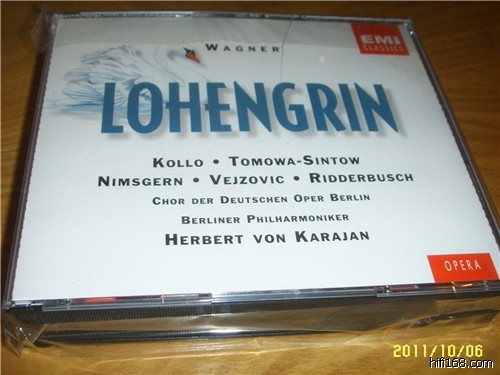 WAGNER
EMI
CLASSICS
LOHENGRIN
KOLLO • TOMOWA-SINTOW
NIMSGERN • VEJZOVIC • RIDDERBUSCH
CHOR DER DEUTSCHEN OPER BERLIN
BERLINER PHILHARMONIKER
HERBERT VON KARAJAN
OPERA
2011/10/06
hifi168.com